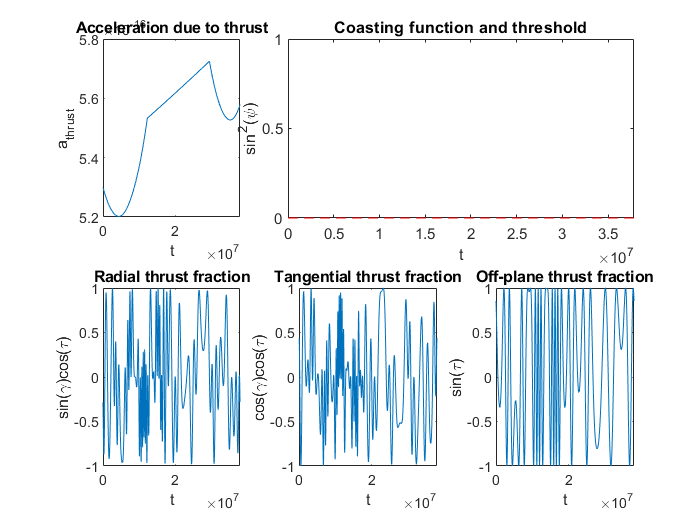 Acceleration due to thrust
5.8
5.6
5.4
5.2
a_thrust
0
2
t
×10^7
Coasting function and threshold
1
0.5
0
sin^2(ψ̇)
0
0.5
1
1.5
2
2.5
3
3.5
t
×10^7
Radial thrust fraction
1
0.5
0
-0.5
-1
sin(γ)cos(τ)
0
2
t
×10^7
Tangential thrust fraction
1
0.5
0
-0.5
-1
cos(γ)cos(τ)
0
2
t
×10^7
Off-plane thrust fraction
1
0.5
0
-0.5
-1
sin(τ)
0
2
t
×10^7